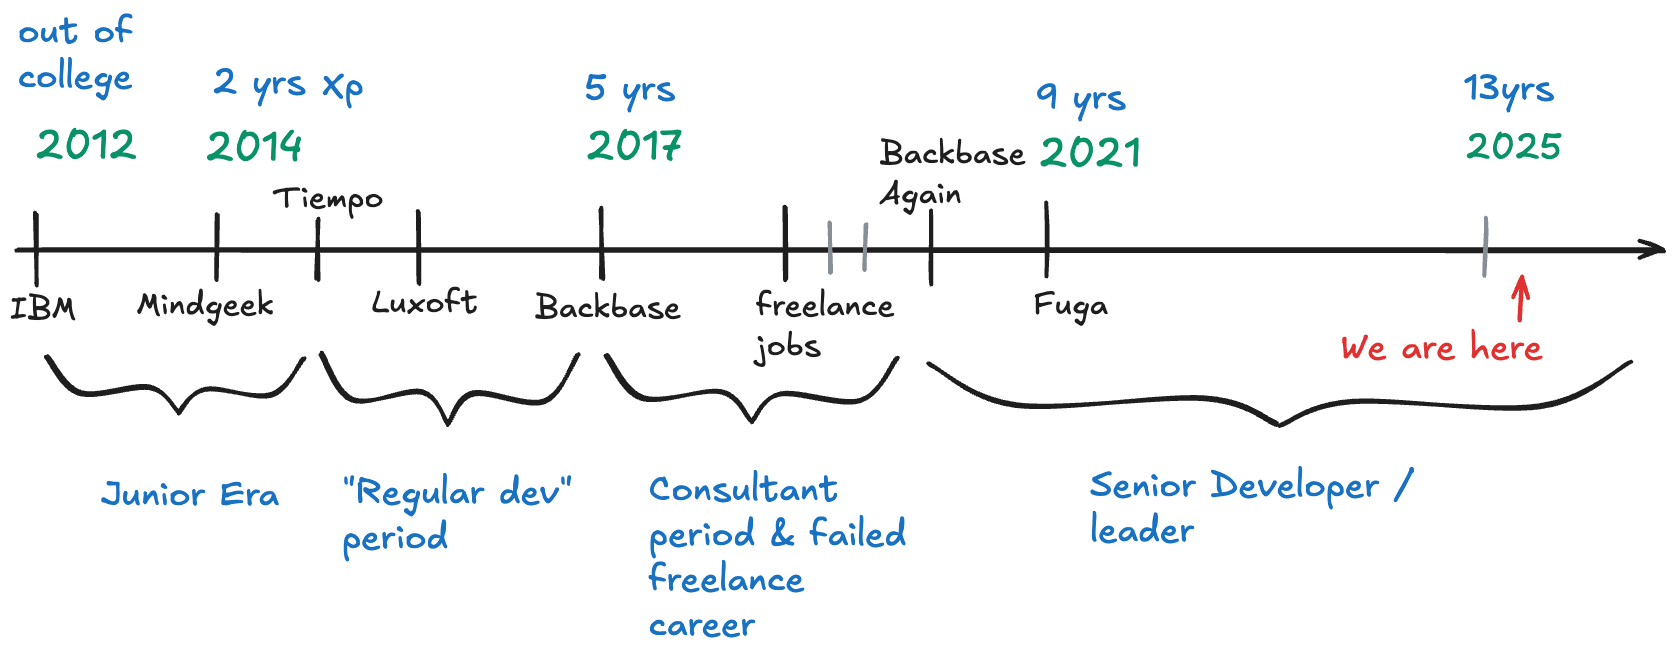 out of
college
2 yrs Xp
5 yrs
9 yrs
13yrs
2012
2014
2017
2021
2025
Tiempo
Backbase
Again
IBM
Mindgeek
Luxoft
Backbase
freelance
jobs
Fuga
We are here
Junior Era
"Regular dev"
period
Consultant
period & failed
freelance
career
Senior Developer /
leader